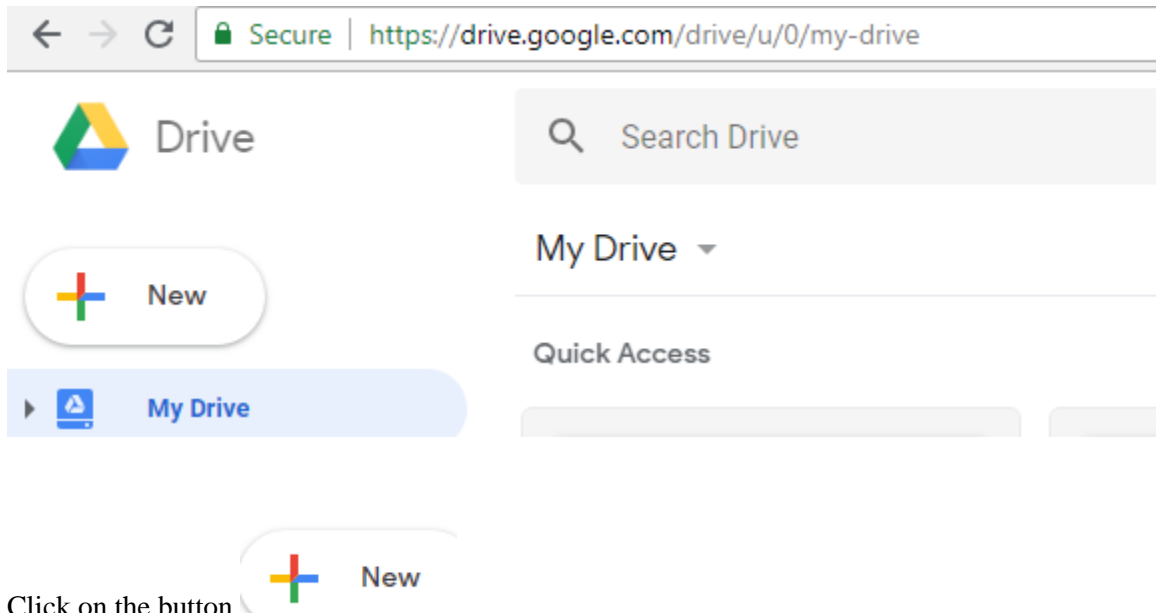 Secure | https://drive.google.com/drive/u/0/my-drive
Drive
Search Drive
My Drive
New
Quick Access
My Drive
New
Click on the button